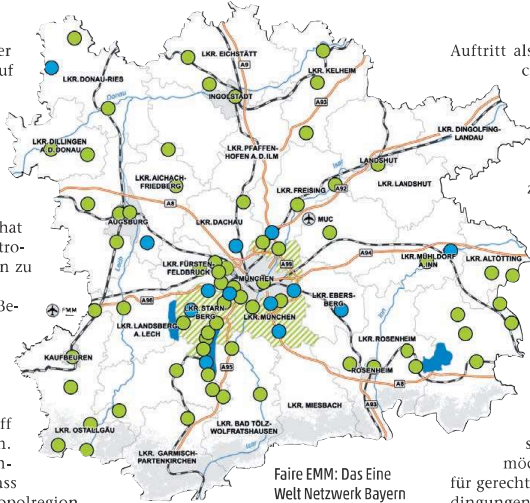 er
uf
hat
tro-
n zu
Be-
ff
n.
n-
ass
opolregion
Auftritt als
c
z
s
möc
für gerecht
dingungen
LKR. EICHSTÄTT
A9
LKR. KELHEIM
LKR. DONAU-RIES
INGOLSTADT
A93
Donau
LKR. DILLINGEN
A.D. DONAU
LKR. PFAFFEN-
HOFEN A. D. ILM
LKR. DINGOLFING-
LANDAU
Isar
LANDSHUT
LKR. AICHACH-
FRIEDBERG
LKR. FREISING
A92
LKR. LANDSHUT
A8
AUGSBURG
LKR. DACHAU
MUC
Lech
A99
LKR. FÜRSTEN-
FELDBRUCK
MÜNCHEN
A94
LKR. MÜHLDORF
A.INN
LKR. ALTÖTTING
FMM
A96
LKR. STARN-
BERG
LKR. MÜNCHEN
LKR. EBERS-
BERG
Inn
LKR. LANDSBERG
A. LECH
LKR. ROSENHEIM
KAUFBEUREN
A95
ROSENHEIM
A8
LKR. MIESBACH
A93
LKR. OSTALLGÄU
LKR. BAD TÖLZ-
WOLFRATSHAUSEN
LKR. GARMISCH-
PARTENKIRCHEN
Faire EMM: Das Eine
Welt Netzwerk Bayern